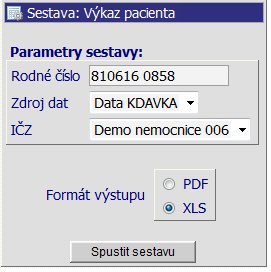 Sestava: Výkaz pacienta
Parametry sestavy:
Rodné číslo 810616 0858
Zdroj dat Data KDAVKA
IČZ Demo nemocnice 006
Formát výstupu
PDF
XLS
Spustit sestavu